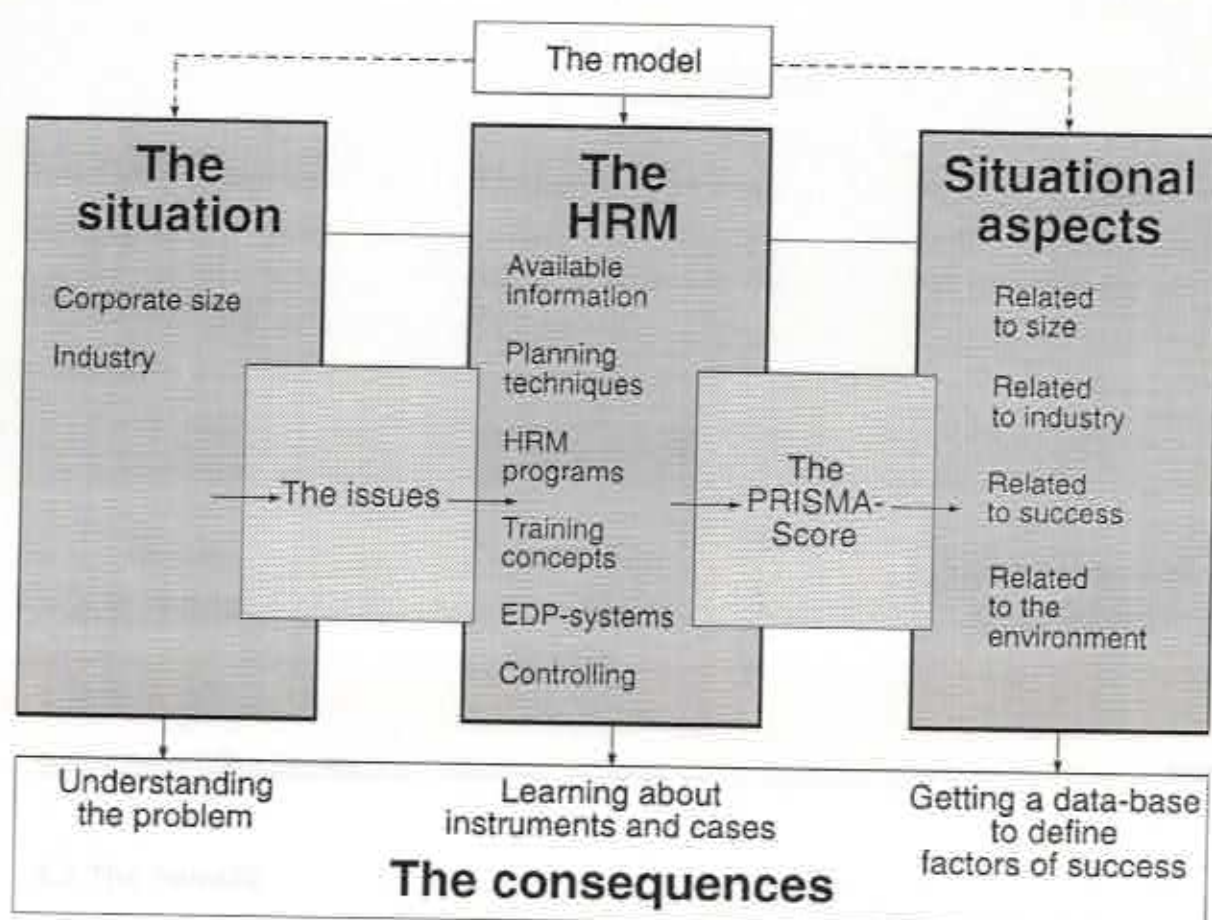 The model
The
situation
Corporate size
Industry
The issues
The
HRM
Available
information
Planning
techniques
HRM
programs
Training
concepts
EDP-systems
Controlling
The
PRISMA-
Score
Situational
aspects
Related
to size
Related
to industry
Related
to success
Related
to the
environment
Understanding
the problem
Learning about
instruments and cases
Getting a data-base
to define
factors of success
The consequences